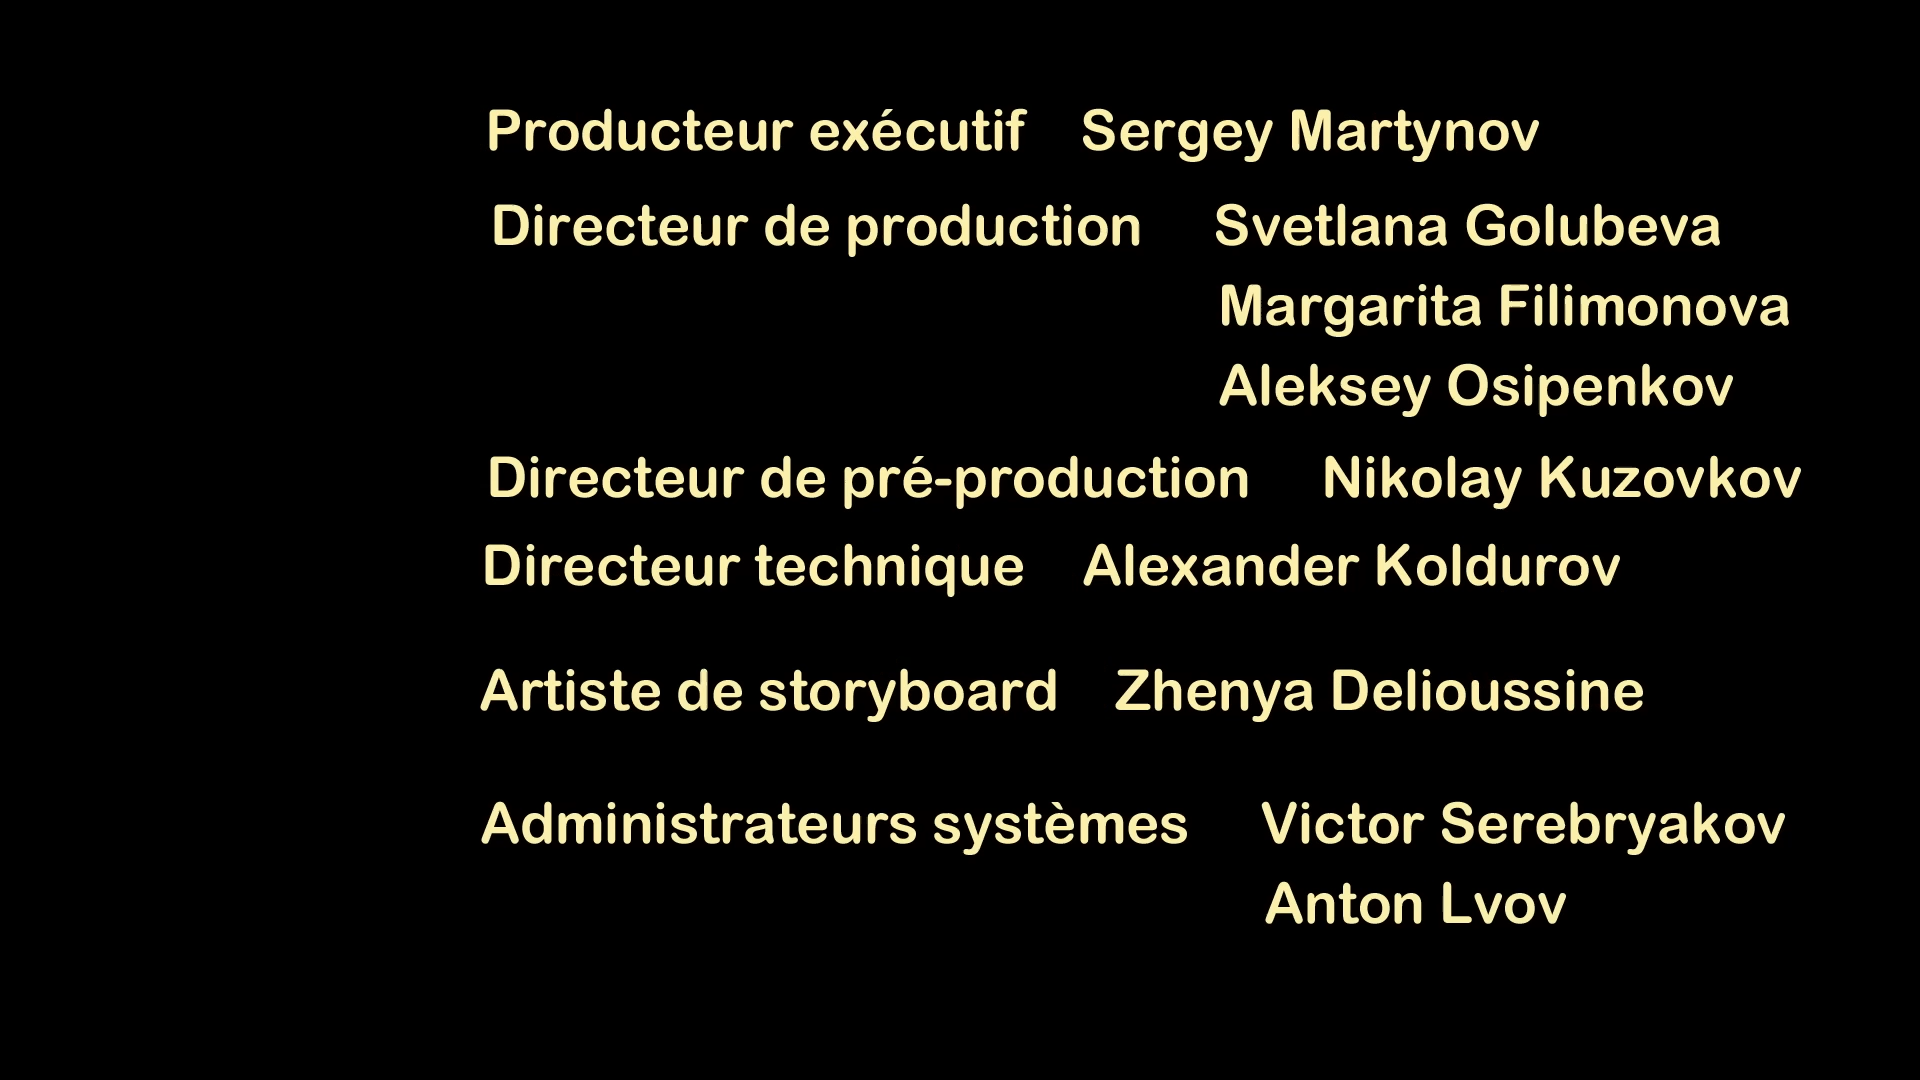 Producteur exécutif Sergey Martynov
Directeur de production Svetlana Golubeva
Margarita Filimonova
Aleksey Osipenkov
Directeur de pré-production Nikolay Kuzovkov
Directeur technique Alexander Koldurov
Artiste de storyboard Zhenya Delioussine
Administrateurs systèmes Victor Serebryakov
Anton Lvov